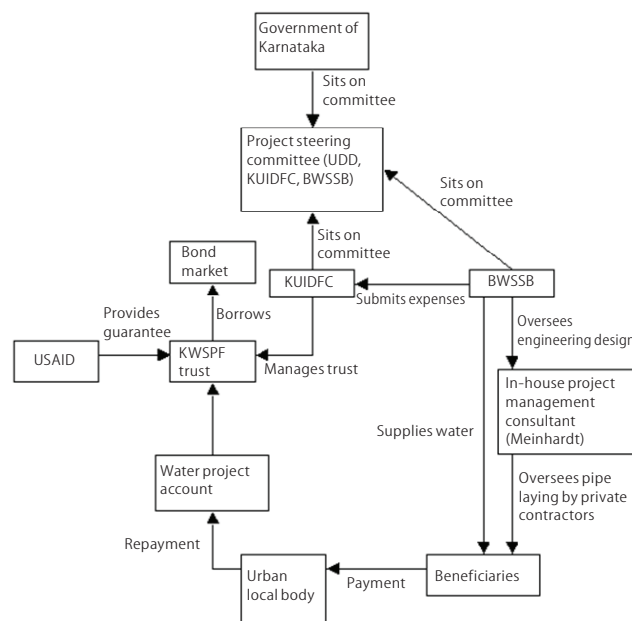 Government of
Karnataka
Sits on
committee
Project steering
committee (UDD,
KUIDFC, BWSSB)
Sits on
committee
Sits on
committee
Bond
market
KUIDFC
BWSSB
Submits expenses
Provides
guarantee
Borrows
Oversees
engineering design
USAID
KWSPF
trust
Manages trust
In-house project
management
consultant
(Meinhardt)
Supplies water
Water project
account
Oversees pipe
laying by private
contractors
Repayment
Urban
local body
Payment
Beneficiaries